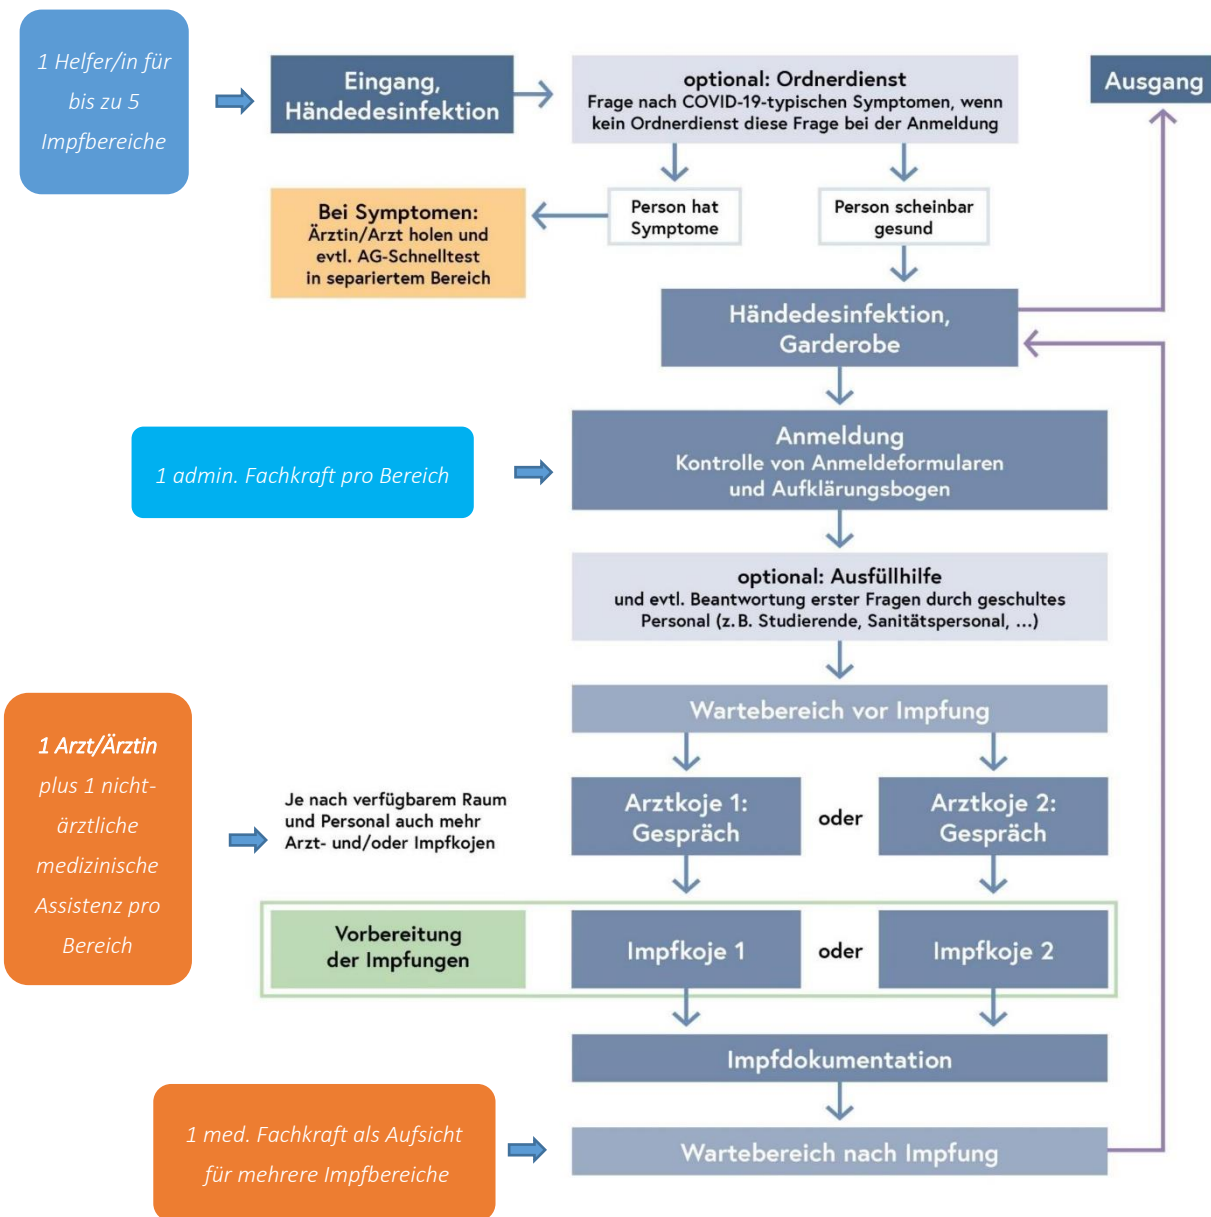 1 Helfer/in für
bis zu 5
Impfbereiche
Eingang,
Händedesinfektion
optional: Ordnerdienst
Frage nach COVID-19-typischen Symptomen, wenn
kein Ordnerdienst diese Frage bei der Anmeldung
Ausgang
Bei Symptomen:
Ärztin/Arzt holen und
evtl. AG-Schnelltest
in separiertem Bereich
Person hat
Symptome
Person scheinbar
gesund
Händedesinfektion,
Garderobe
1 admin. Fachkraft pro Bereich
Anmeldung
Kontrolle von Anmeldeformularen
und Aufklärungsbogen
optional: Ausfüllhilfe
und evtl. Beantwortung erster Fragen durch geschultes
Personal (z. B. Studierende, Sanitätspersonal, ...)
Wartebereich vor Impfung
1 Arzt/Ärztin
plus 1 nicht-
ärztliche
medizinische
Assistenz pro
Bereich
Je nach verfügbarem Raum
und Personal auch mehr
Arzt- und/oder Impfkojen
Arztkoje 1:
Gespräch
oder
Arztkoje 2:
Gespräch
Vorbereitung
der Impfungen
Impfkoje 1
oder
Impfkoje 2
Impfdokumentation
1 med. Fachkraft als Aufsicht
für mehrere Impfbereiche
Wartebereich nach Impfung